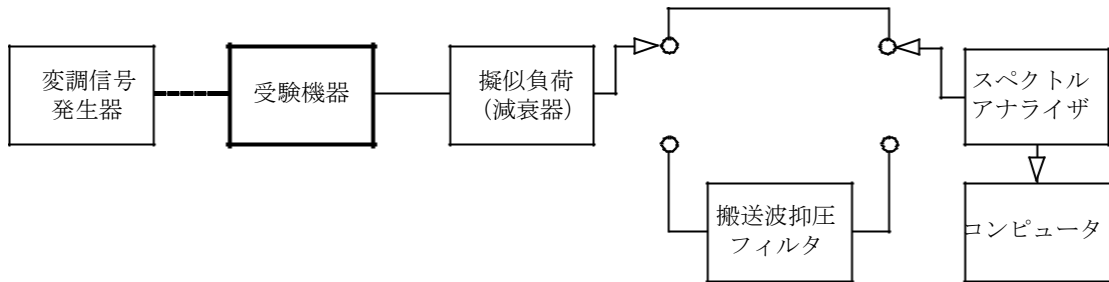 変調信号
発生器
受験機器
擬似負荷
(減衰器)
スペクトル
アナライザ
搬送波抑圧
フィルタ
コンピュータ